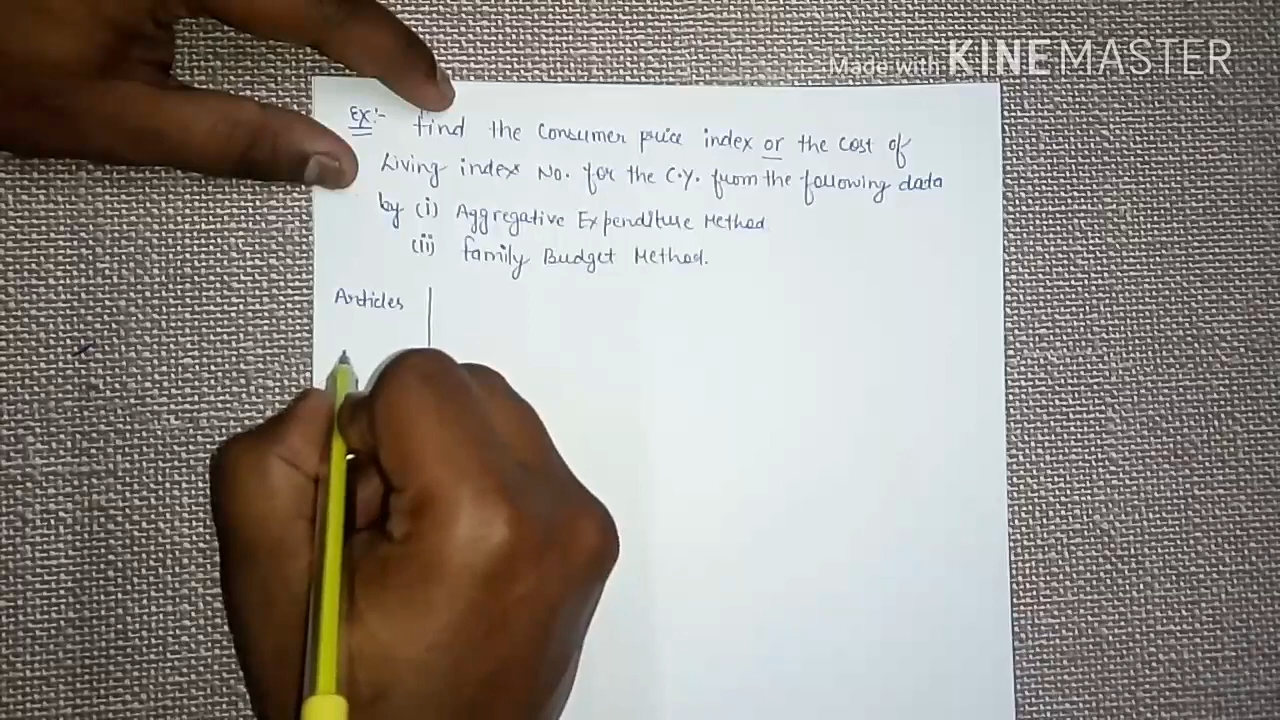 Made with KINEMASTER
Ex:- find the consumer price index or the cost of
Living index No. for the C.Y. from the following data
by (i) Aggregative Expenditure Method
(ii) family Budget Method.
Articles